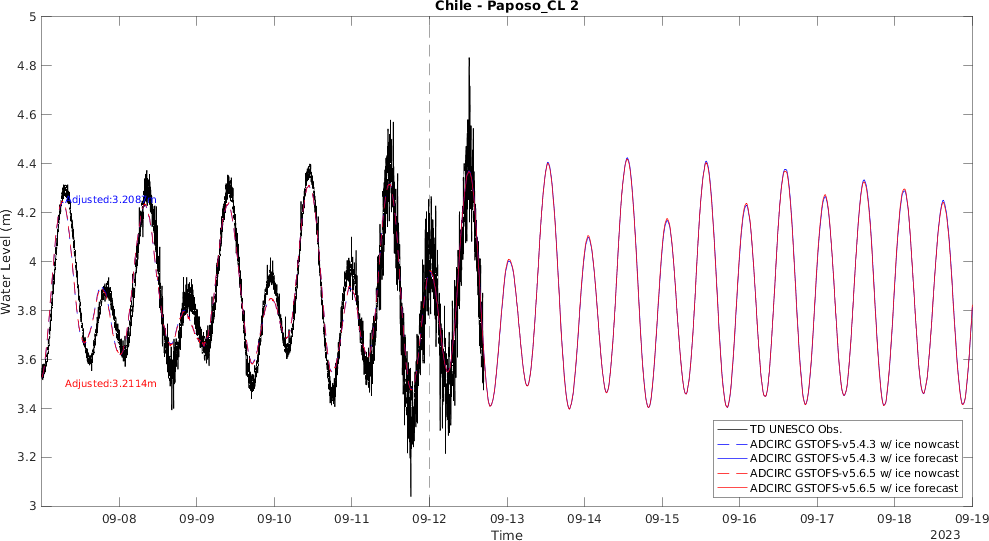 Chile - Paposo_CL 2
Water Level (m)
5
4.8
4.6
4.4
4.2
4
3.8
3.6
3.4
3.2
3
Adjusted:3.2114m
TD UNESCO Obs.
ADCIRC GSTOFS-v5.4.3 w/ ice nowcast
ADCIRC GSTOFS-v5.4.3 w/ ice forecast
ADCIRC GSTOFS-v5.6.5 w/ ice nowcast
ADCIRC GSTOFS-v5.6.5 w/ ice forecast
09-08 09-09 09-10 09-11 09-12 09-13 09-14 09-15 09-16 09-17 09-18 09-19
Time
2023